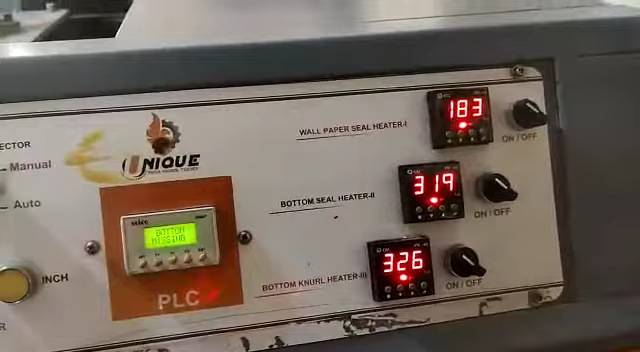 ECTOR
Manual
Auto
INCH
UNIQUE
BOTTOM
MISSING
PLC
WALL PAPER SEAL HEATER-I
183
ON / OFF
BOTTOM SEAL HEATER-II
319
ON / OFF
BOTTOM KNURL HEATER-III
326
ON / OFF